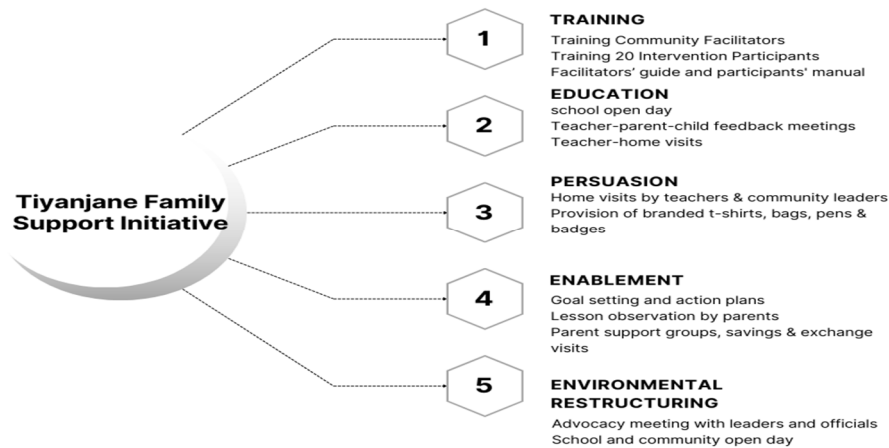 Tiyanjane Family
Support Initiative
1
TRAINING
Training Community Facilitators
Training 20 Intervention Participants
Facilitators’ guide and participants' manual
2
EDUCATION
school open day
Teacher-parent-child feedback meetings
Teacher-home visits
3
PERSUASION
Home visits by teachers & community leaders
Provision of branded t-shirts, bags, pens &
badges
4
ENABLEMENT
Goal setting and action plans
Lesson observation by parents
Parent support groups, savings & exchange
visits
5
ENVIRONMENTAL
RESTRUCTURING
Advocacy meeting with leaders and officials
School and community open day